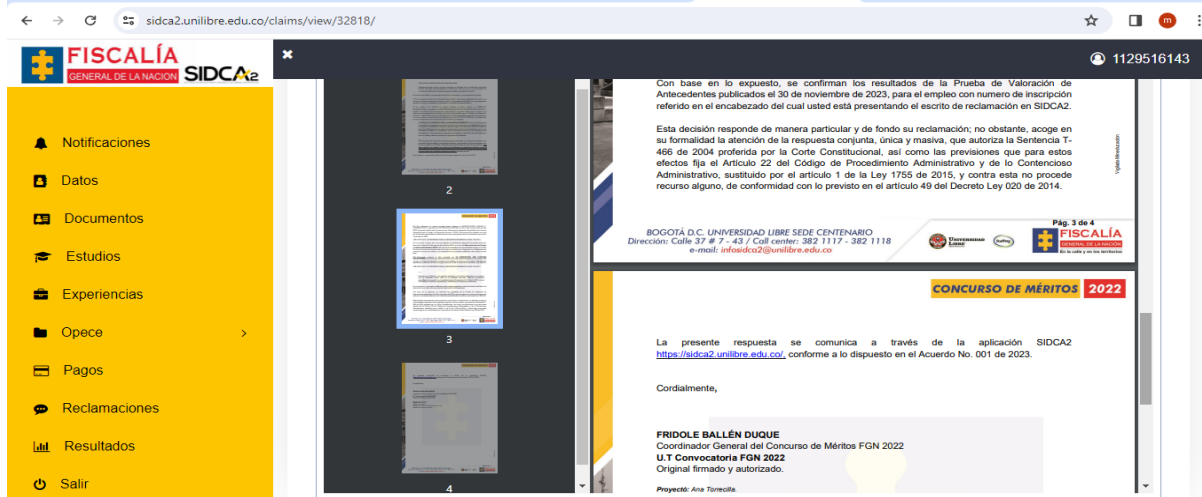 sidca2.unilibre.edu.co/claims/view/32818/
m
FISCALÍA
GENERAL DE LA NACION
SIDCA2
1129516143
Notificaciones
Datos
Documentos
Estudios
Experiencias
Opece
Pagos
Reclamaciones
Resultados
Salir
2
3
4
Con base en lo expuesto, se confirman los resultados de la Prueba de Valoración de
Antecedentes publicados el 30 de noviembre de 2023, para el empleo con numero de inscripción
referido en el encabezado del cual usted está presentando el escrito de reclamación en SIDCA2.
Esta decisión responde de manera particular y de fondo su reclamación; no obstante, acoge en
su formalidad la atención de la respuesta conjunta, única y masiva, que autoriza la Sentencia T-
466 de 2004 proferida por la Corte Constitucional, así como las previsiones que para estos
efectos fija el Artículo 22 del Código de Procedimiento Administrativo y de lo Contencioso
Administrativo, sustituido por el artículo 1 de la Ley 1755 de 2015, y contra esta no procede
recurso alguno, de conformidad con lo previsto en el artículo 49 del Decreto Ley 020 de 2014.
Pág. 3 de 4
BOGOTÁ D.C. UNIVERSIDAD LIBRE SEDE CENTENARIO
Dirección: Calle 37 # 7 - 43 / Call center: 382 1117 - 382 1118
e-mail: infosidca2@unilibre.edu.co
UNIVERSIDAD
LIBRE
FISCALÍA
GENERAL DE LA NACIÓN
En la calle y en los territorios
CONCURSO DE MÉRITOS 2022
La presente respuesta se comunica a través de la aplicación SIDCA2
https://sidca2.unilibre.edu.co/, conforme a lo dispuesto en el Acuerdo No. 001 de 2023.
Cordialmente,
FRIDOLE BALLÉN DUQUE
Coordinador General del Concurso de Méritos FGN 2022
U.T Convocatoria FGN 2022
Original firmado y autorizado.
Proyectó: Ana Torrecilla.